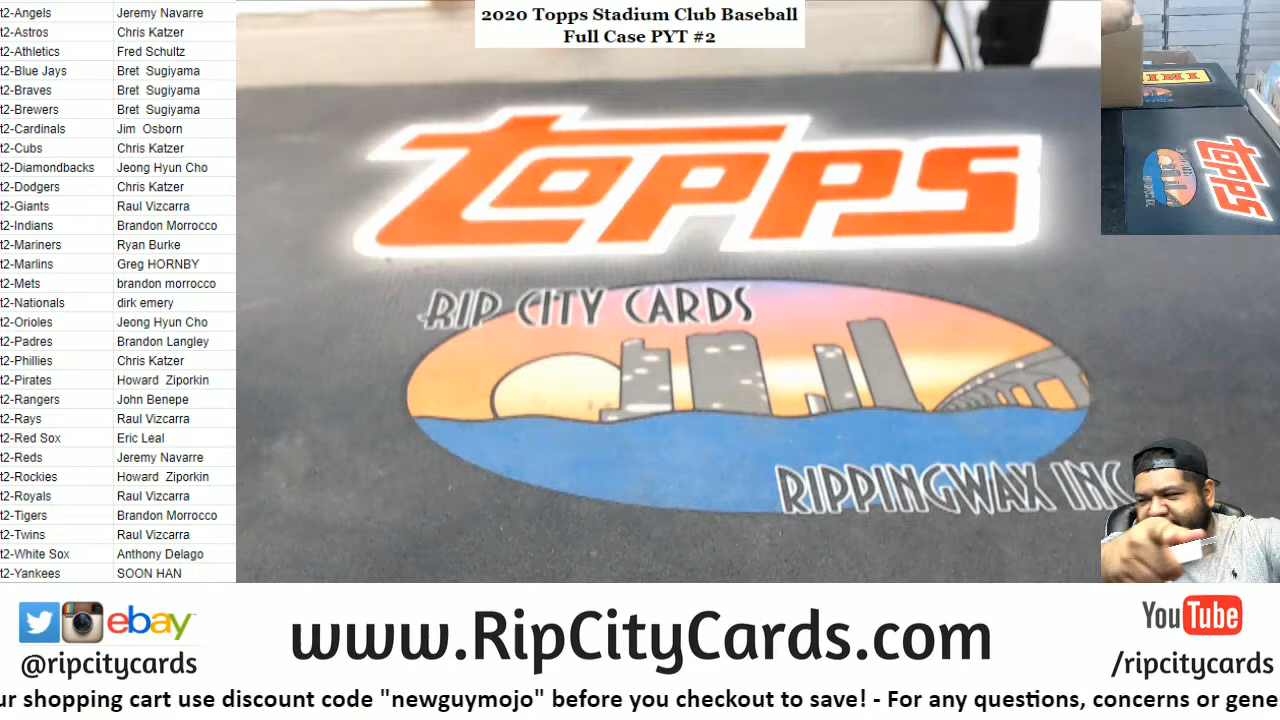 t2-Angels Jeremy Navarre
t2-Astros Chris Katzer
t2-Athletics Fred Schultz
t2-Blue Jays Bret Sugiyama
t2-Braves Bret Sugiyama
t2-Brewers Bret Sugiyama
t2-Cardinals Jim Osborn
t2-Cubs Chris Katzer
t2-Diamondbacks Jeong Hyun Cho
t2-Dodgers Chris Katzer
t2-Giants Raul Vizcarra
t2-Indians Brandon Morrocco
t2-Mariners Ryan Burke
t2-Marlins Greg HORNBY
t2-Mets brandon morrocco
t2-Nationals dirk emery
t2-Orioles Jeong Hyun Cho
t2-Padres Brandon Langley
t2-Phillies Chris Katzer
t2-Pirates Howard Ziporkin
t2-Rangers John Benepe
t2-Rays Raul Vizcarra
t2-Red Sox Eric Leal
t2-Reds Jeremy Navarre
t2-Rockies Howard Ziporkin
t2-Royals Raul Vizcarra
t2-Tigers Brandon Morrocco
t2-Twins Raul Vizcarra
t2-White Sox Anthony Delago
t2-Yankees SOON HAN
2020 Topps Stadium Club Baseball
Full Case PYT #2
topps
RIP CITY CARDS
RIPPINGWAX INC
topps
ebay
@ripcitycards
www.RipCityCards.com
YouTube
/ripcitycards
ur shopping cart use discount code "newguymojo" before you checkout to save! - For any questions, concerns or gene